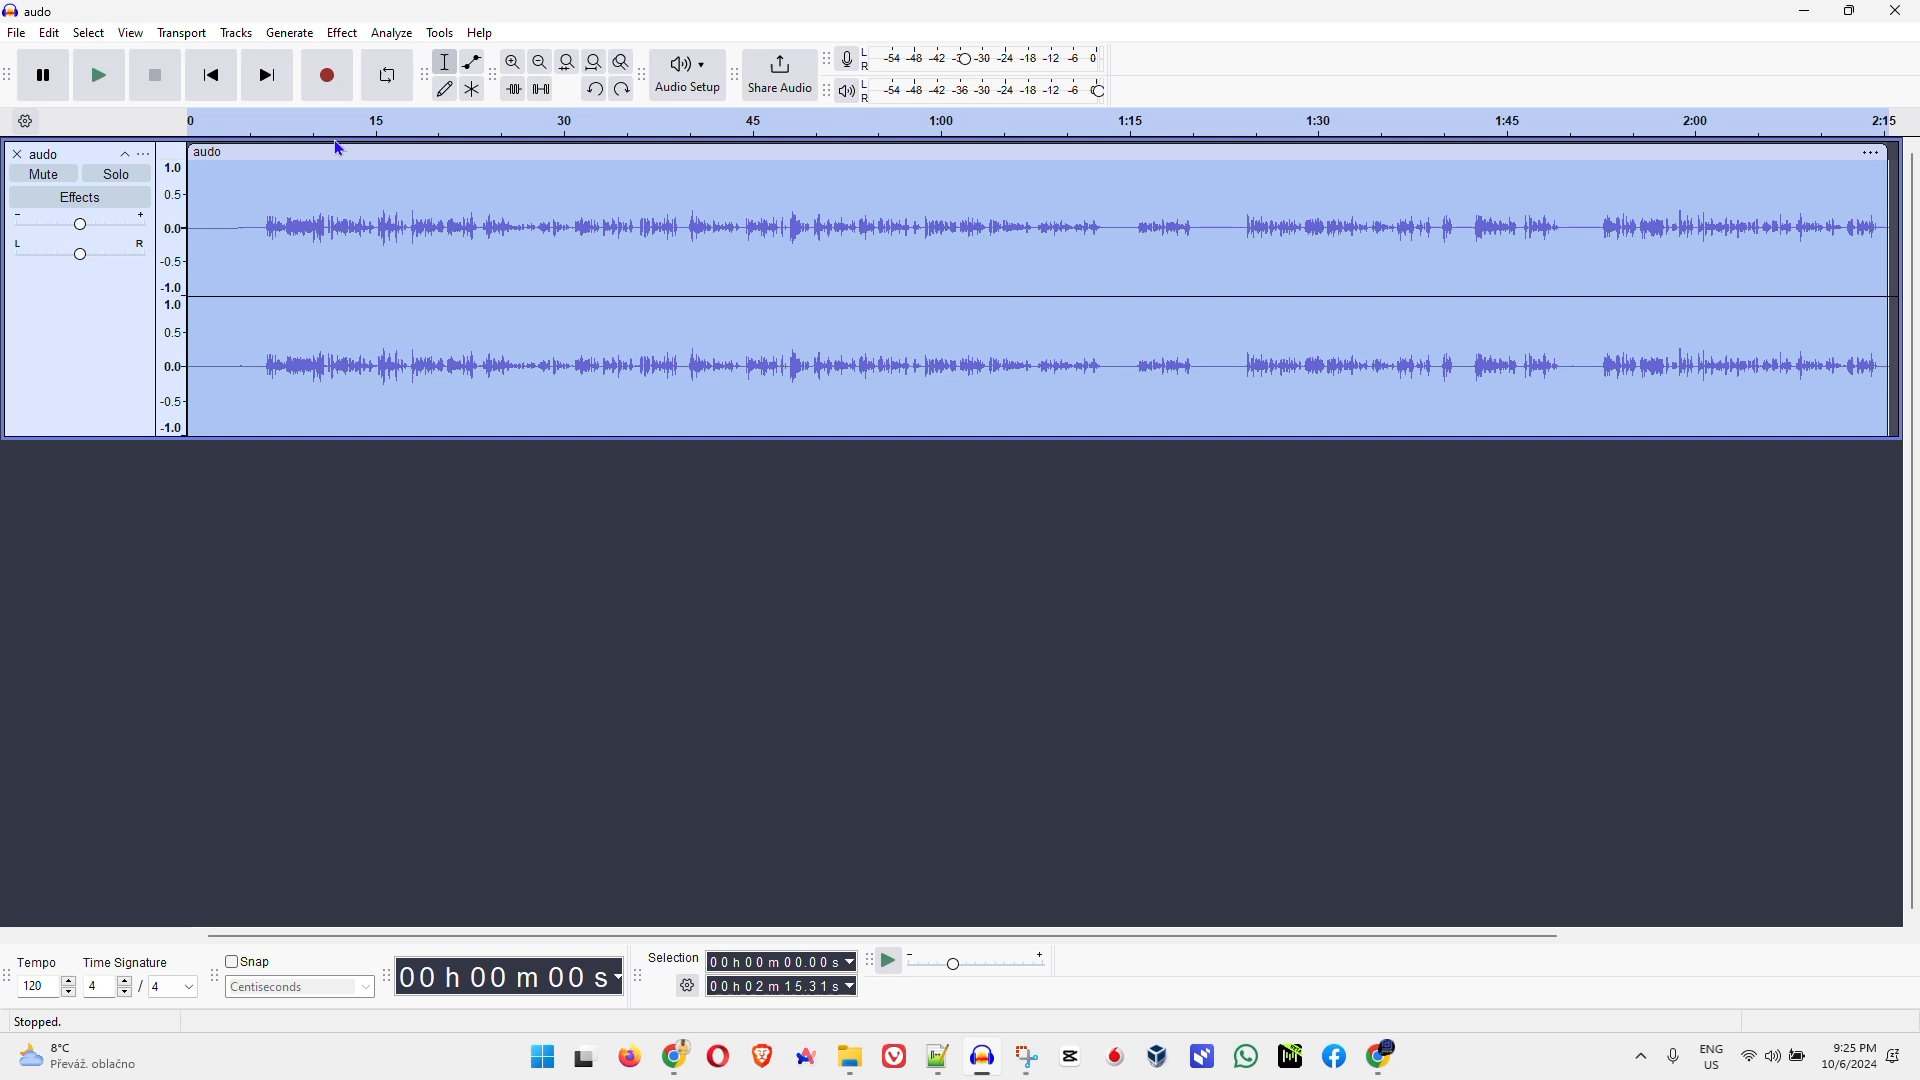 audo
File Edit Select View Transport Tracks Generate Effect Analyze Tools Help
Audio Setup
Share Audio
L
R
-54 -48 -42 -30 -24 -18 -12 -6 0
L
R
-54 -48 -42 -36 -30 -24 -18 -12 -6
0 15 30 45 1:00 1:15 1:30 1:45 2:00 2:15
audo
audo
Mute Solo
Effects
- +
L R
1.0
0.5
0.0
-0.5
-1.0
1.0
0.5
0.0
-0.5
-1.0
Tempo
120
Time Signature
4 / 4
Snap
Centiseconds
00 h 00 m 00 s
Selection
00 h 00 m 00.00 s
00 h 02 m 15.31 s
- +
Stopped.
8°C
Převáž. oblačno
ENG
US
9:25 PM
10/6/2024